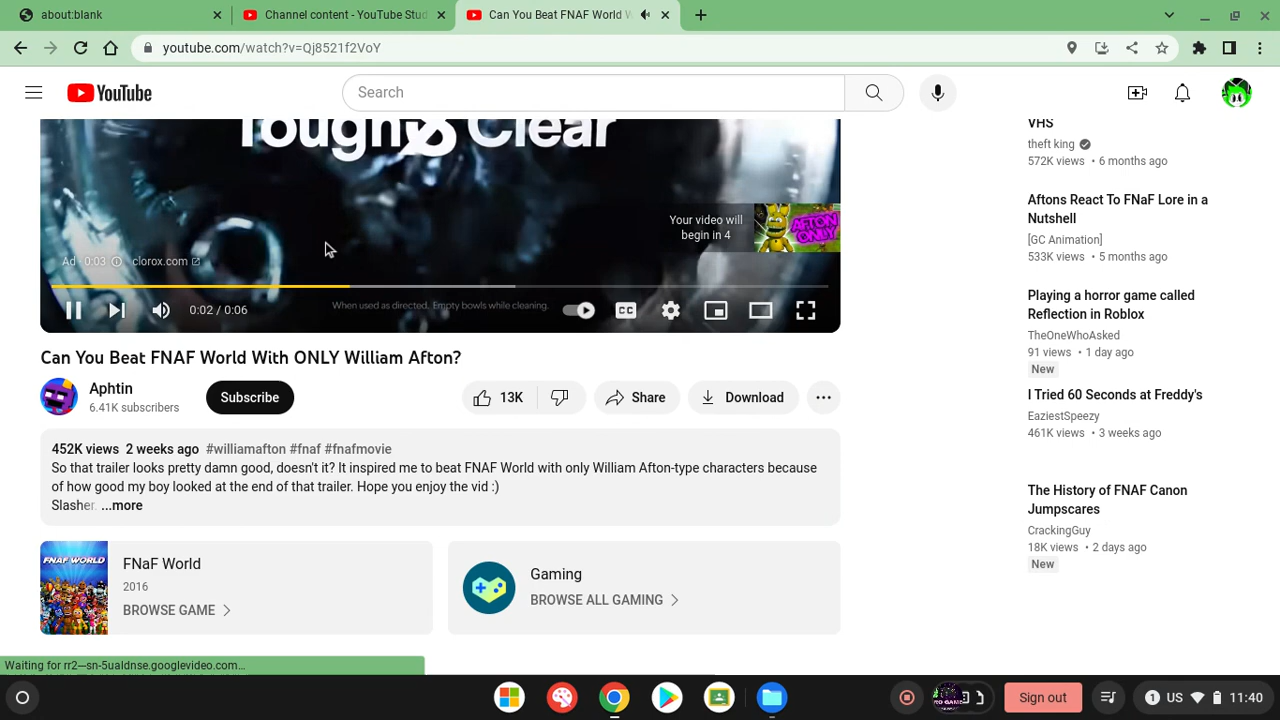 about:blank
Channel content - YouTube Stud
Can You Beat FNAF World W
youtube.com/watch?v=Qj8521f2VoY
YouTube
Search
Tough & Clear
Your video will
begin in 4
Ad · 0:03
clorox.com
0:02 / 0:06
When used as directed. Empty bowls while cleaning.
CC
AFTON
ONLY
Can You Beat FNAF World With ONLY William Afton?
Aphtin
6.41K subscribers
Subscribe
13K
Share
Download
452K views 2 weeks ago #williamafton #fnaf #fnafmovie
So that trailer looks pretty damn good, doesn't it? It inspired me to beat FNAF World with only William Afton-type characters because
of how good my boy looked at the end of that trailer. Hope you enjoy the vid :)
Slasher. ...more
FNAF WORLD
FNaF World
2016
BROWSE GAME
Gaming
BROWSE ALL GAMING
VHS
theft king
572K views • 6 months ago
Aftons React To FNaF Lore in a
Nutshell
[GC Animation]
533K views • 5 months ago
Playing a horror game called
Reflection in Roblox
TheOneWhoAsked
91 views • 1 day ago
New
I Tried 60 Seconds at Freddy's
EaziestSpeezy
461K views • 3 weeks ago
The History of FNAF Canon
Jumpscares
CrackingGuy
18K views • 2 days ago
New
Waiting for rr2---sn-5ualdnse.googlevideo.com…
Sign out
1
US
11:40